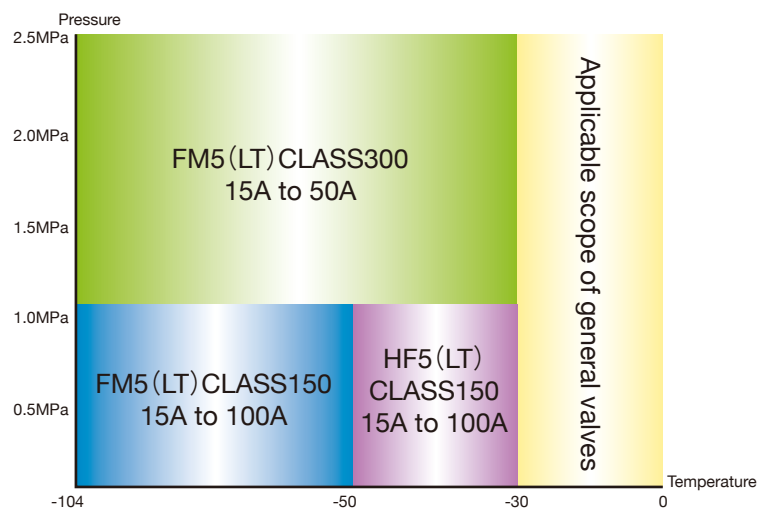 Pressure
2.5MPa
2.0MPa
1.5MPa
1.0MPa
0.5MPa
FM5(LT)CLASS300
15A to 50A
FM5(LT)CLASS150
15A to 100A
HF5(LT)
CLASS150
15A to 100A
Applicable scope of general valves
Temperature
-104
-50
-30
0